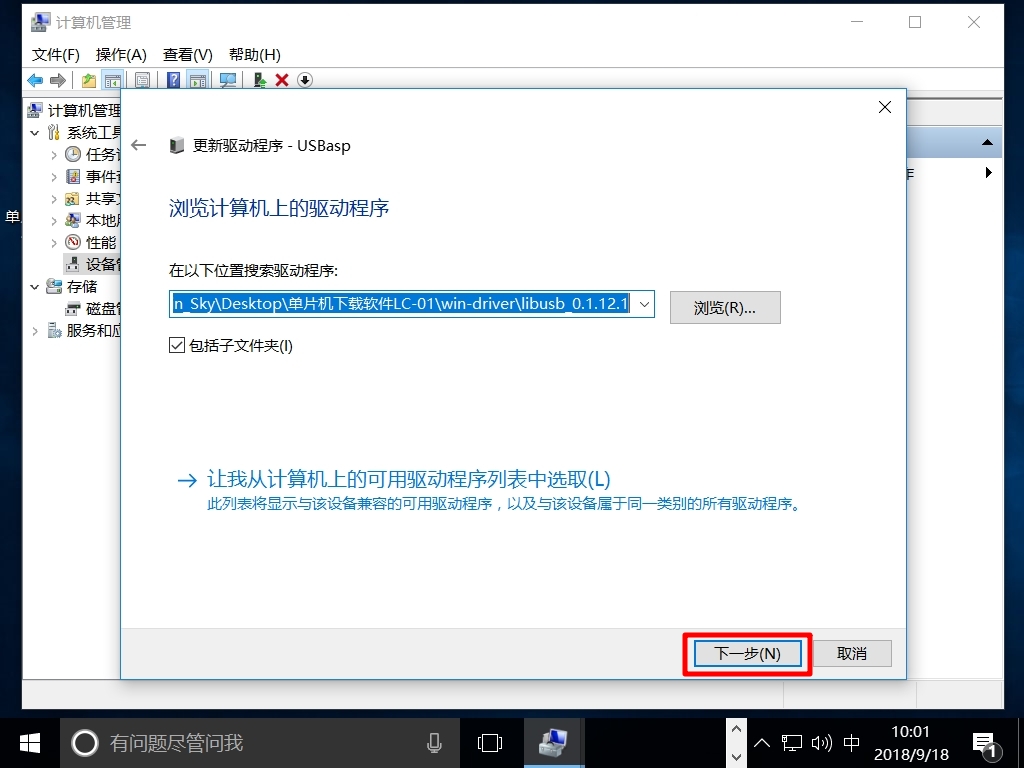 计算机管理
文件(F) 操作(A) 查看(V) 帮助(H)
更新驱动程序 - USBasp
浏览计算机上的驱动程序
在以下位置搜索驱动程序:
n_Sky\Desktop\单片机下载软件LC-01\win-driver\libusb_0.1.12.1
浏览(R)...
包括子文件夹(I)
让我从计算机上的可用驱动程序列表中选取(L)
此列表将显示与该设备兼容的可用驱动程序，以及与该设备属于同一类别的所有驱动程序。
下一步(N)
取消
计算机管理
系统工具
任务
事件
共享
本地
性能
设备
存储
磁盘
服务和应
作
单
有问题尽管问我
中
10:01
2018/9/18
1